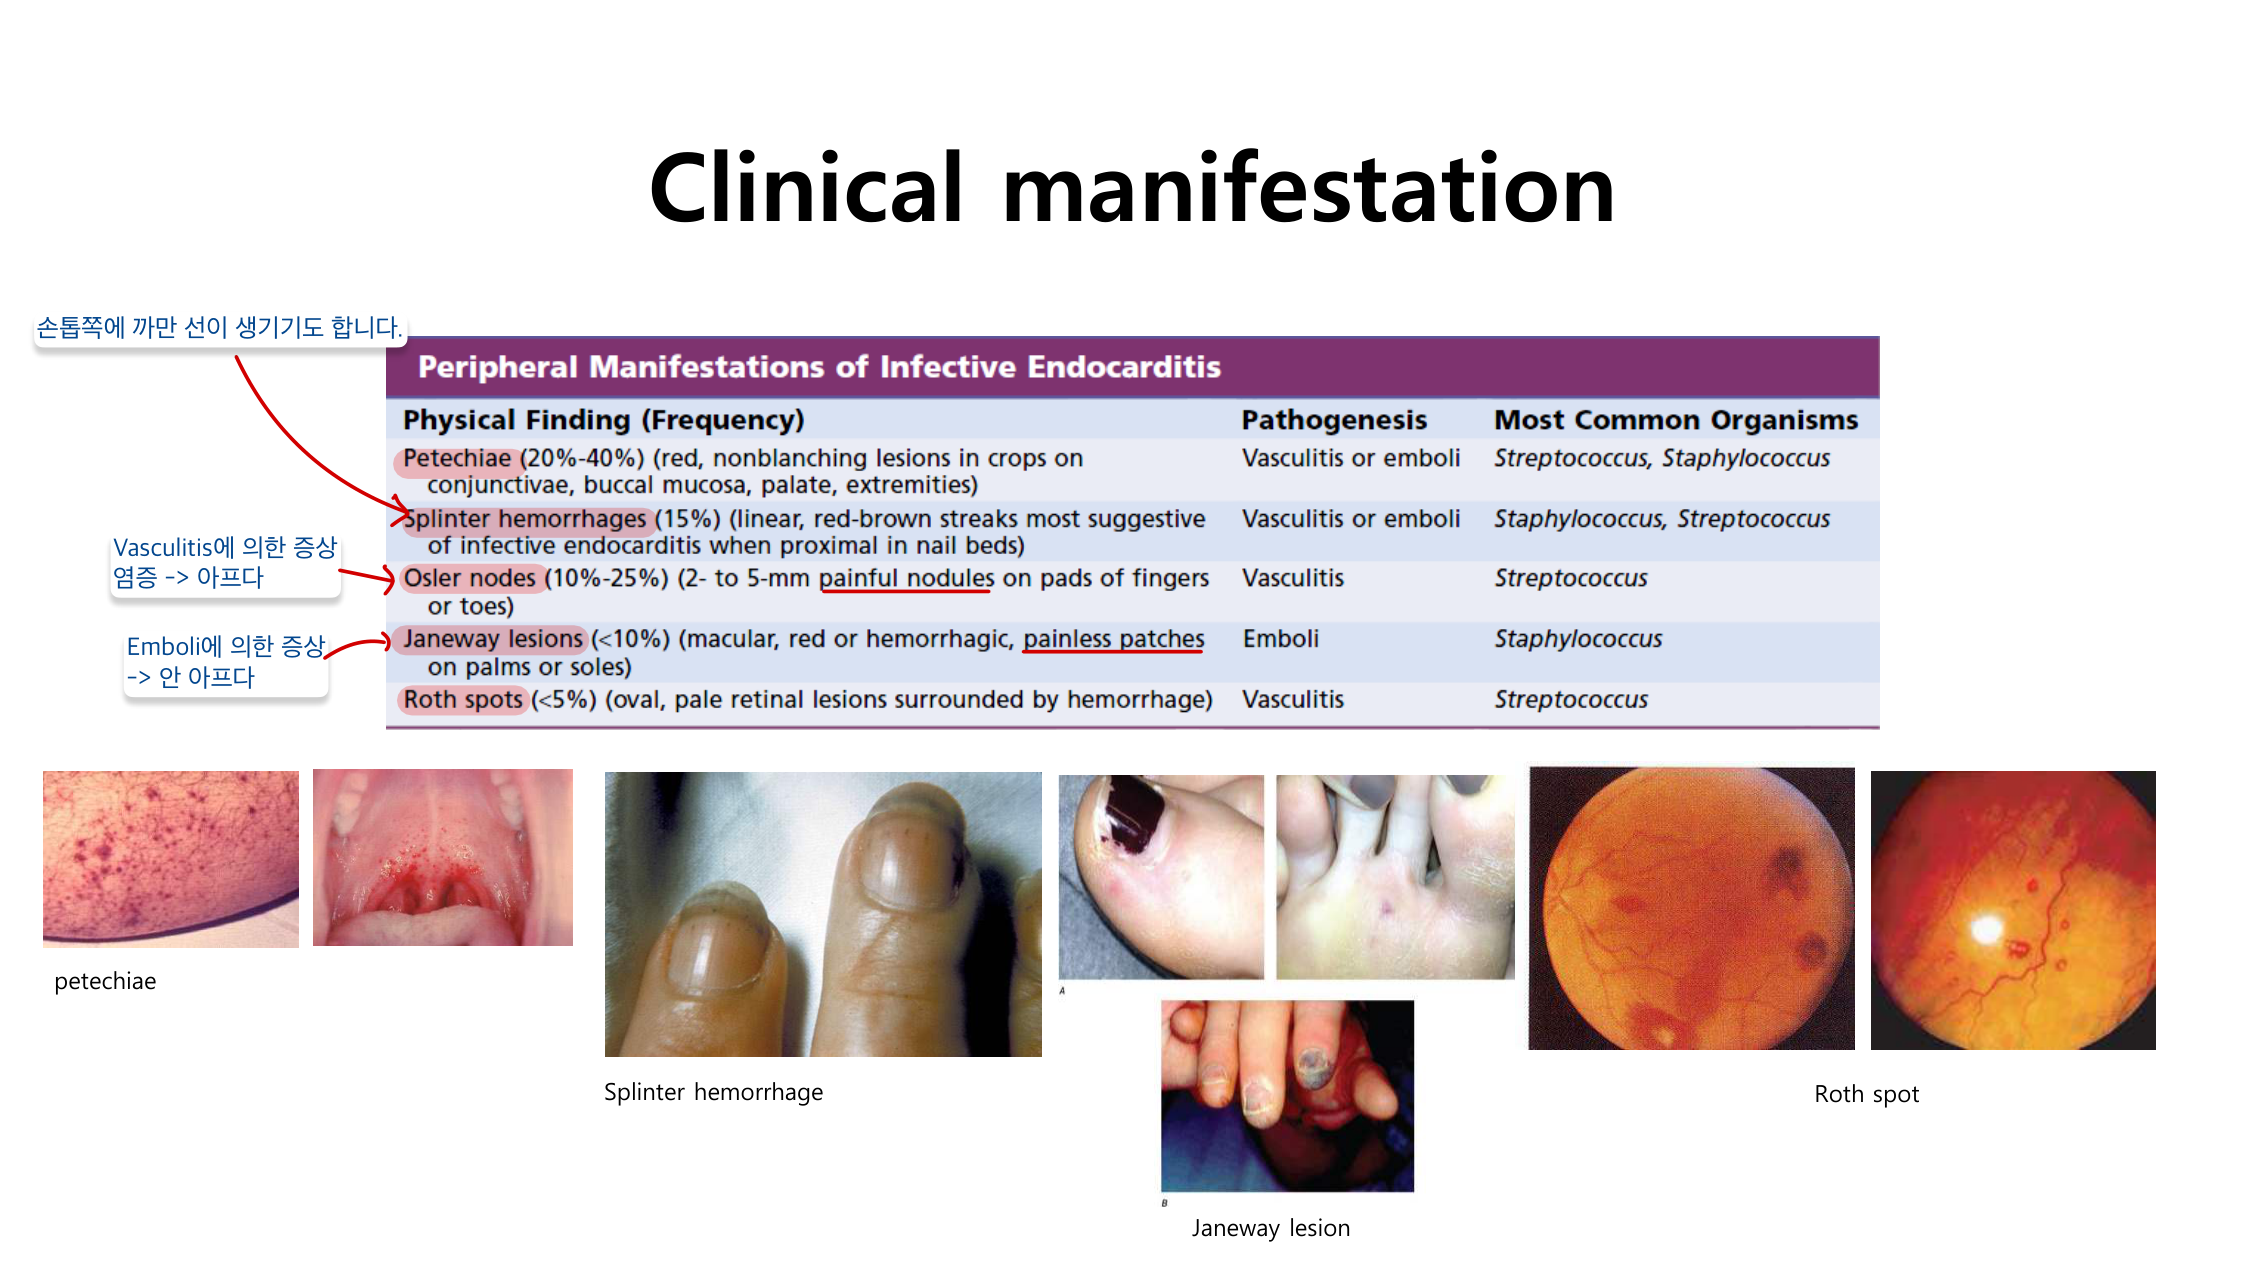 Clinical manifestation
손톱쪽에 까만 선이 생기기도 합니다.
Peripheral Manifestations of Infective Endocarditis
Physical Finding (Frequency) Pathogenesis Most Common Organisms
Petechiae (20%-40%) (red, nonblanching lesions in crops on Vasculitis or emboli Streptococcus, Staphylococcus
conjunctivae, buccal mucosa, palate, extremities)
Splinter hemorrhages (15%) (linear, red-brown streaks most suggestive Vasculitis or emboli Staphylococcus, Streptococcus
of infective endocarditis when proximal in nail beds)
Vasculitis에 의한 증상
염증 -> 아프다
Osler nodes (10%-25%) (2- to 5-mm painful nodules on pads of fingers Vasculitis Streptococcus
or toes)
Emboli에 의한 증상
-> 안 아프다
Janeway lesions (<10%) (macular, red or hemorrhagic, painless patches Emboli Staphylococcus
on palms or soles)
Roth spots (<5%) (oval, pale retinal lesions surrounded by hemorrhage) Vasculitis Streptococcus
petechiae
Splinter hemorrhage
A
B
Janeway lesion
Roth spot